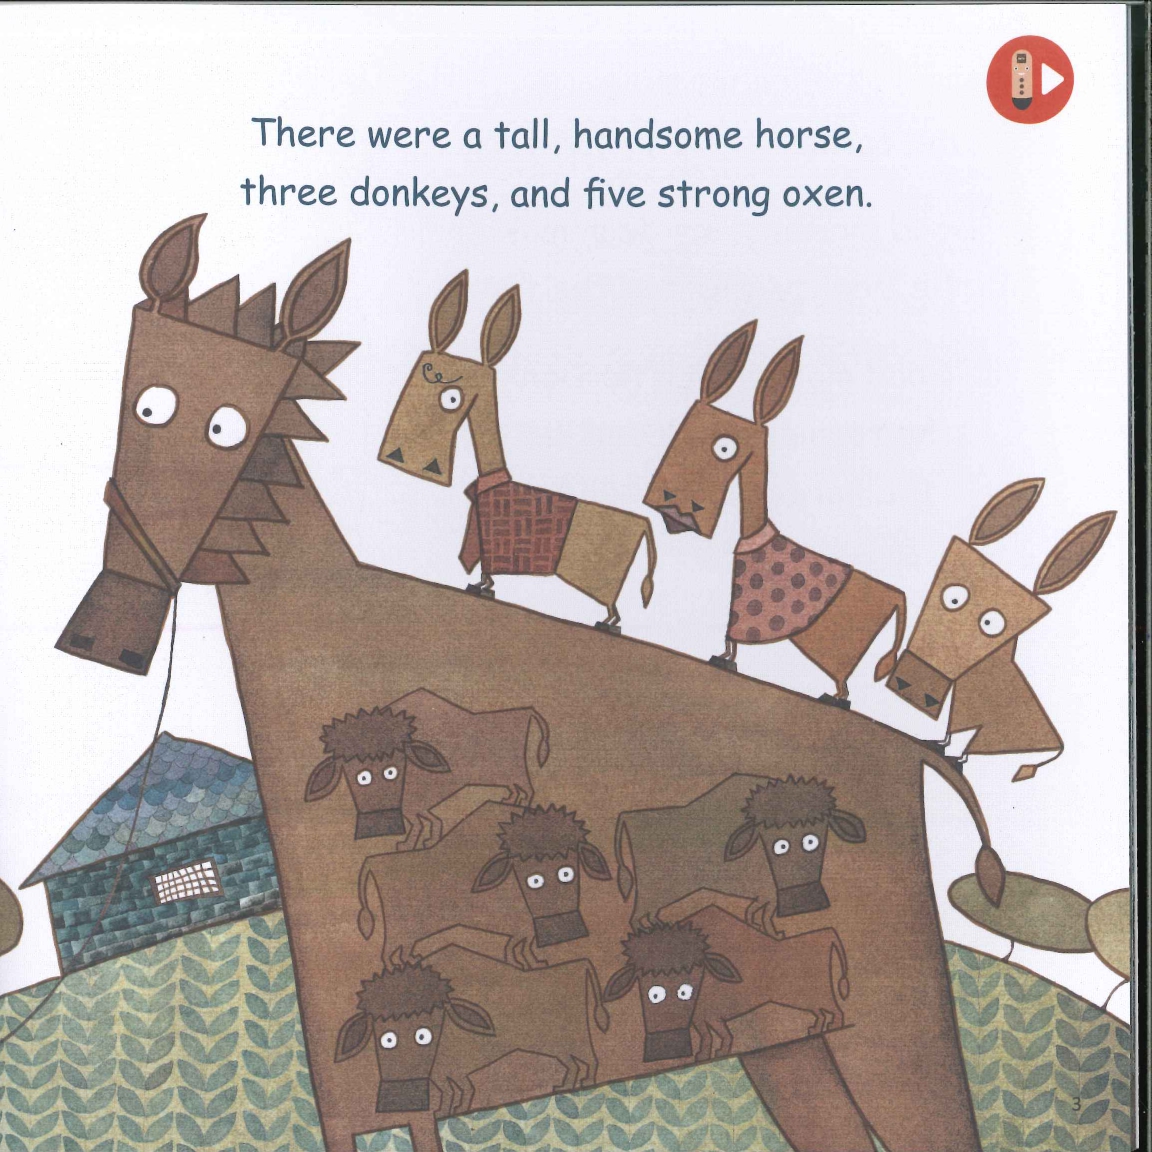 There were a tall, handsome horse,
three donkeys, and five strong oxen.
3